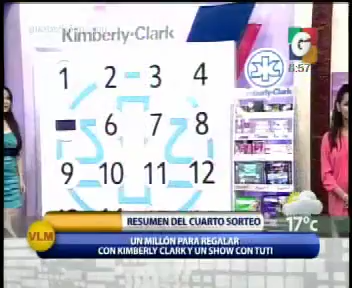 Kimberly-Clark
G
6:57
1 2 3 4
6 7 8
9 10 11 12
Kimberly-Clark
RESUMEN DEL CUARTO SORTEO
17°c
VLM
UN MILLÓN PARA REGALAR
CON KIMBERLY CLARK Y UN SHOW CON TUTI